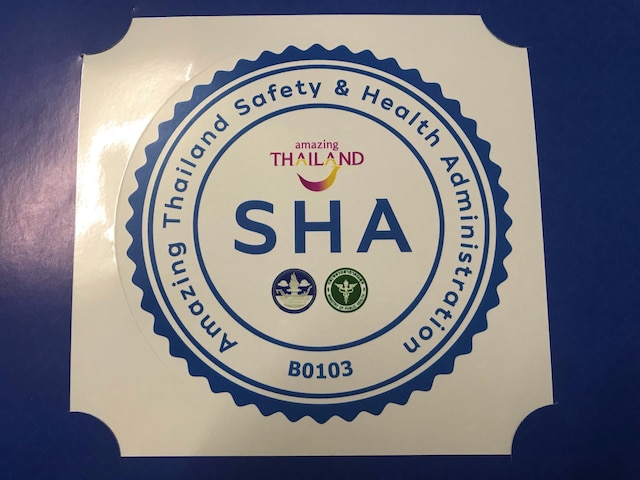 Amazing Thailand Safety & Health Administration
amazing
THAILAND
SHA
B0103